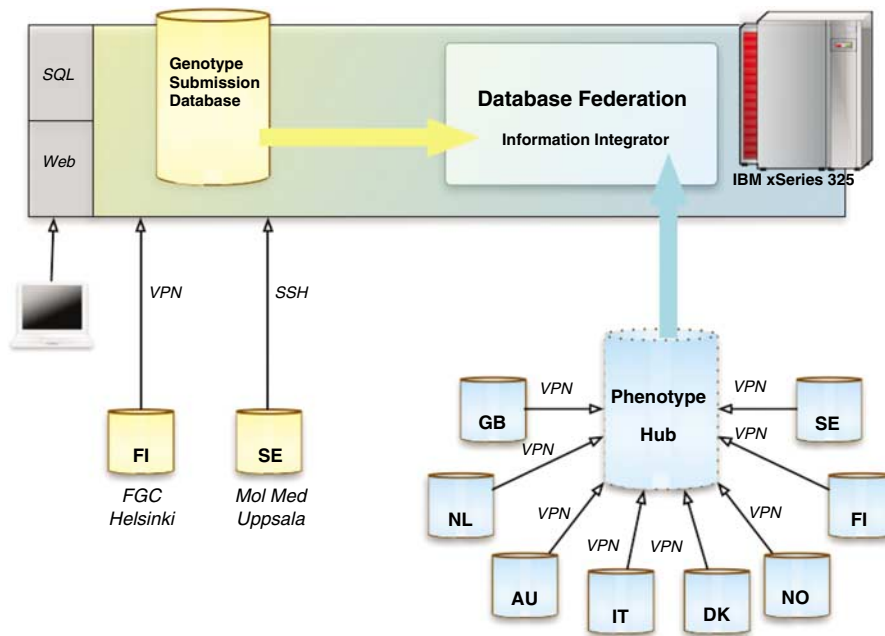 SQL
Web
Genotype
Submission
Database
Database Federation
Information Integrator
IBM xSeries 325
VPN
SSH
FI
FGC
Helsinki
SE
Mol Med
Uppsala
Phenotype
Hub
GB
VPN
VPN
SE
NL
VPN
VPN
FI
AU
VPN
IT
VPN
VPN
DK
VPN
NO